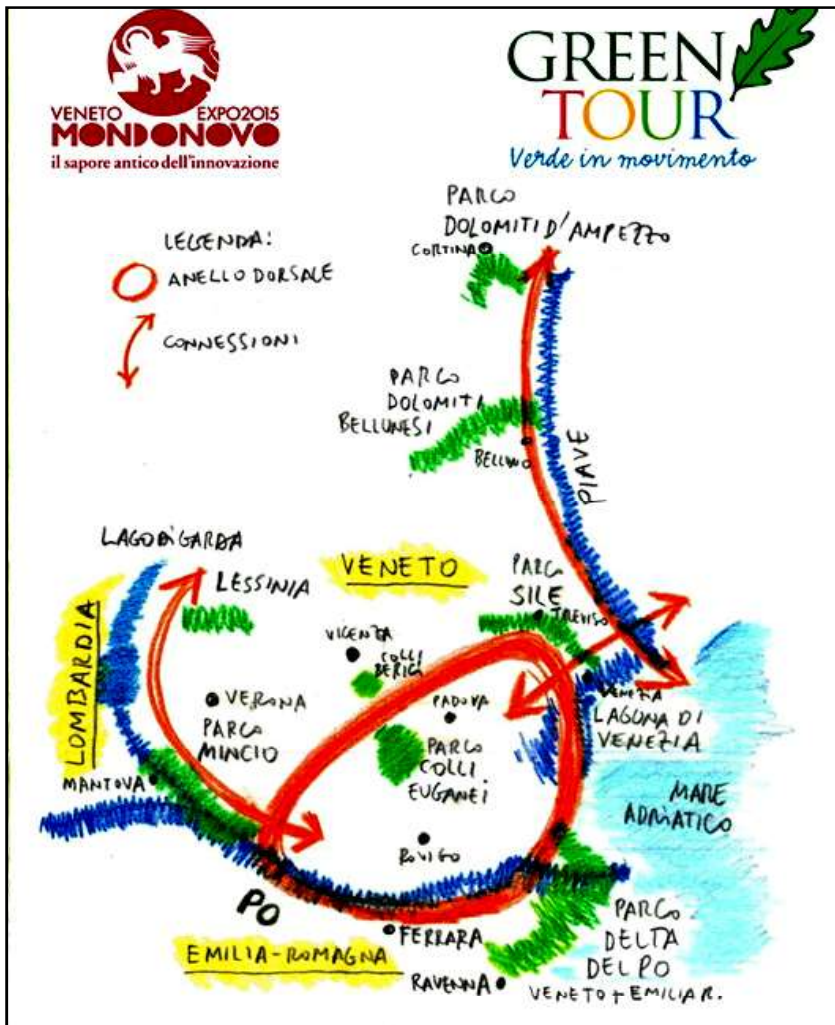 VENETO EXPO2015
MONDONOVO
il sapore antico dell'innovazione
GREEN
TOUR
Verde in movimento
LEGENDA:
ANELLO DORSALE
CONNESSIONI
PARCO
DOLOMITI D'AMPEZZO
CORTINA
PARCO
DOLOMITI
BELLUNESI
BELLUNO
PIAVE
LAGO DI GARDA
LESSINIA
VENETO
PARCO
SILE
TREVISO
LOMBARDIA
VICENZA
COLLI
BERICI
VERONA
PADOVA
VENEZIA
LAGUNA DI
VENEZIA
PARCO
MINCIO
PARCO
COLLI
EUGANEI
MANTOVA
MARE
ADRIATICO
ROVIGO
PO
FERRARA
EMILIA-ROMAGNA
RAVENNA
PARCO
DELTA
DEL PO
VENETO + EMILIA R.